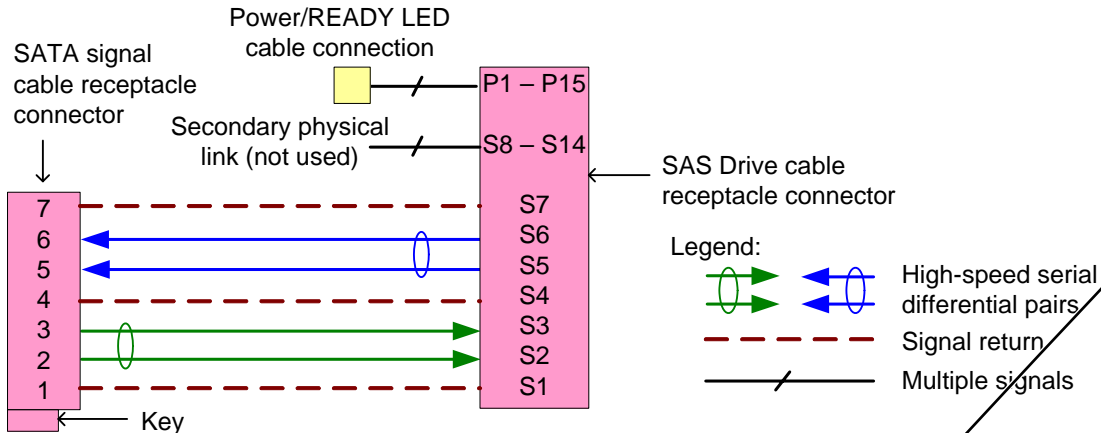 Power/READY LED
cable connection
SATA signal
cable receptacle
connector
P1 – P15
Secondary physical
link (not used)
S8 – S14
SAS Drive cable
receptacle connector
7
S7
6
S6
5
S5
4
S4
3
S3
2
S2
1
S1
Key
Legend:
High-speed serial
differential pairs
Signal return
Multiple signals